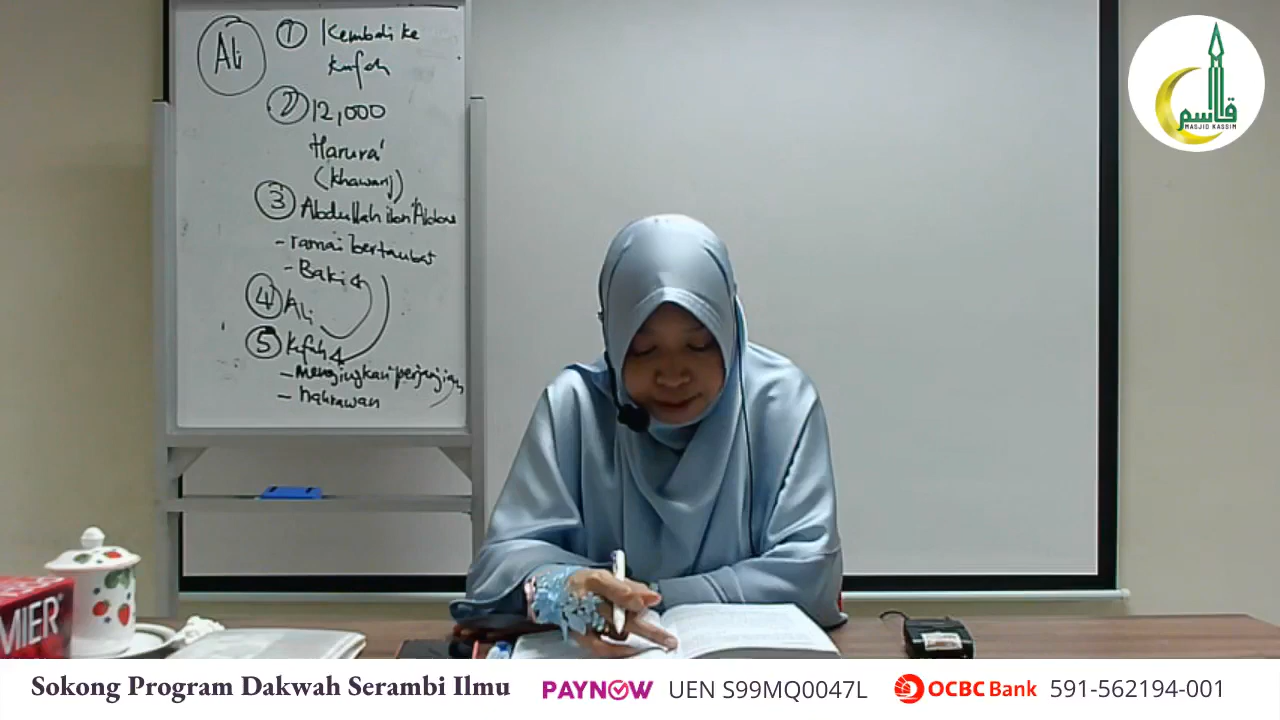 Ali
① Kembali ke
Kufah
② 12,000
Harura'
(Khawarij)
③ Abdullah ibn 'Abbas
- ramai bertaubat
- Baki
④ Ali
⑤ Kufah
- mengingkari perjanjian
- Nahrawan
قاسم
MASJID KASSIM
MIER
Sokong Program Dakwah Serambi Ilmu
PAYNOW UEN S99MQ0047L
OCBC Bank 591-562194-001